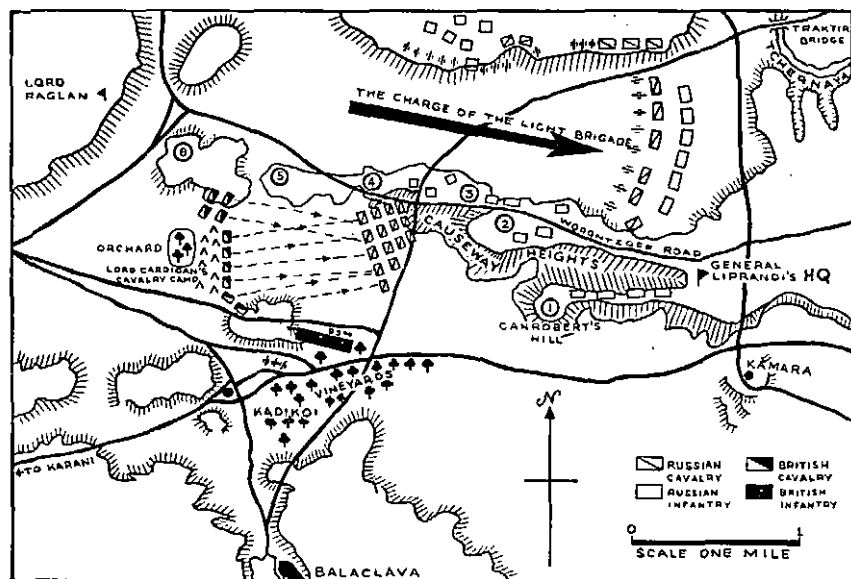 TRAKTIR
BRIDGE
TCHERNAYA
LORD
RAGLAN
THE CHARGE OF THE LIGHT BRIGADE
6
5
4
3
2
WORONTZOFF ROAD
CAUSEWAY
HEIGHTS
ORCHARD
LORD CARDIGAN'S
CAVALRY CAMP
GENERAL
LIPRANDI'S HQ
1
CANROBERT'S
HILL
93RD
KAMARA
VINEYARDS
KADIKOI
N
TO KARANI
RUSSIAN
CAVALRY
BRITISH
CAVALRY
RUSSIAN
INFANTRY
BRITISH
INFANTRY
0 1
SCALE ONE MILE
BALACLAVA